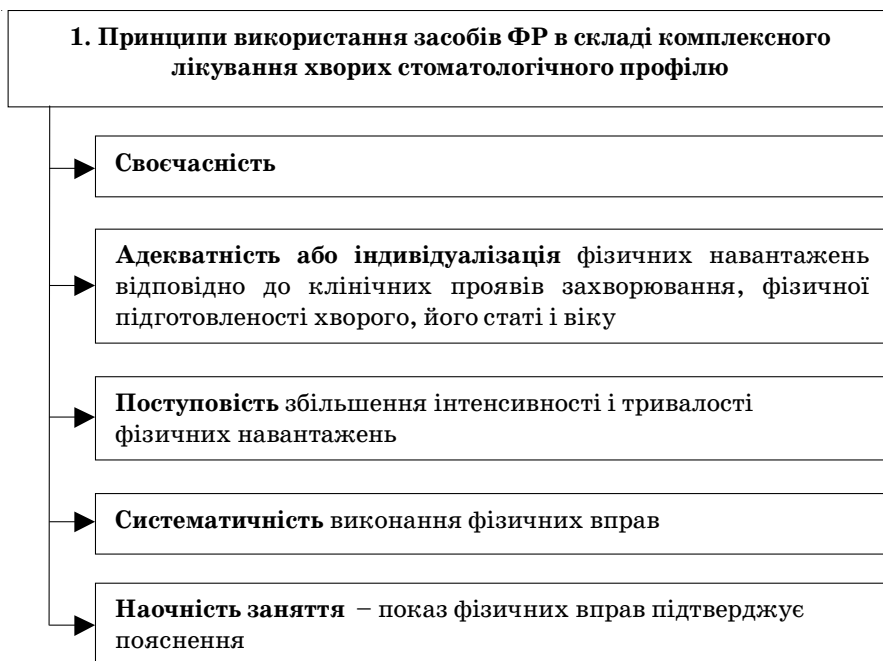 1. Принципи використання засобів ФР в складі комплексного
лікування хворих стоматологічного профілю
Своєчасність
Адекватність або індивідуалізація фізичних навантажень
відповідно до клінічних проявів захворювання, фізичної
підготовленості хворого, його статі і віку
Поступовість збільшення інтенсивності і тривалості
фізичних навантажень
Систематичність виконання фізичних вправ
Наочність заняття – показ фізичних вправ підтверджує
пояснення